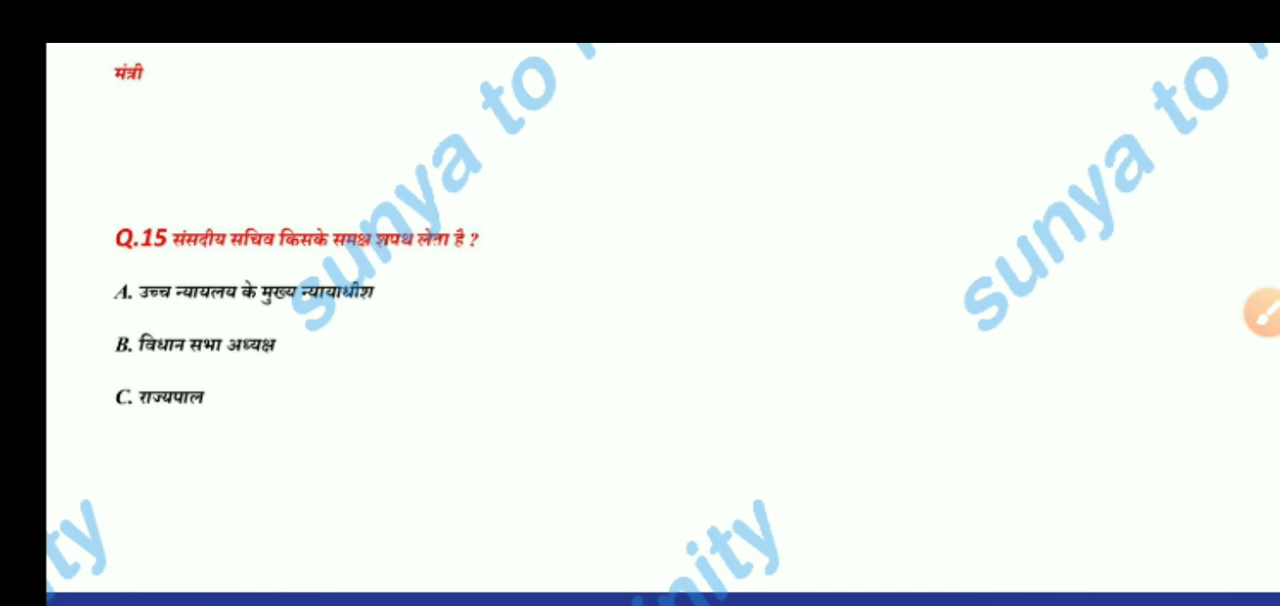 मंत्री
sunya to
sunya to
Q.15 संसदीय सचिव किसके समक्ष शपथ लेता है ?
A. उच्च न्यायलय के मुख्य न्यायाधीश
B. विधान सभा अध्यक्ष
C. राज्यपाल
ty
nity